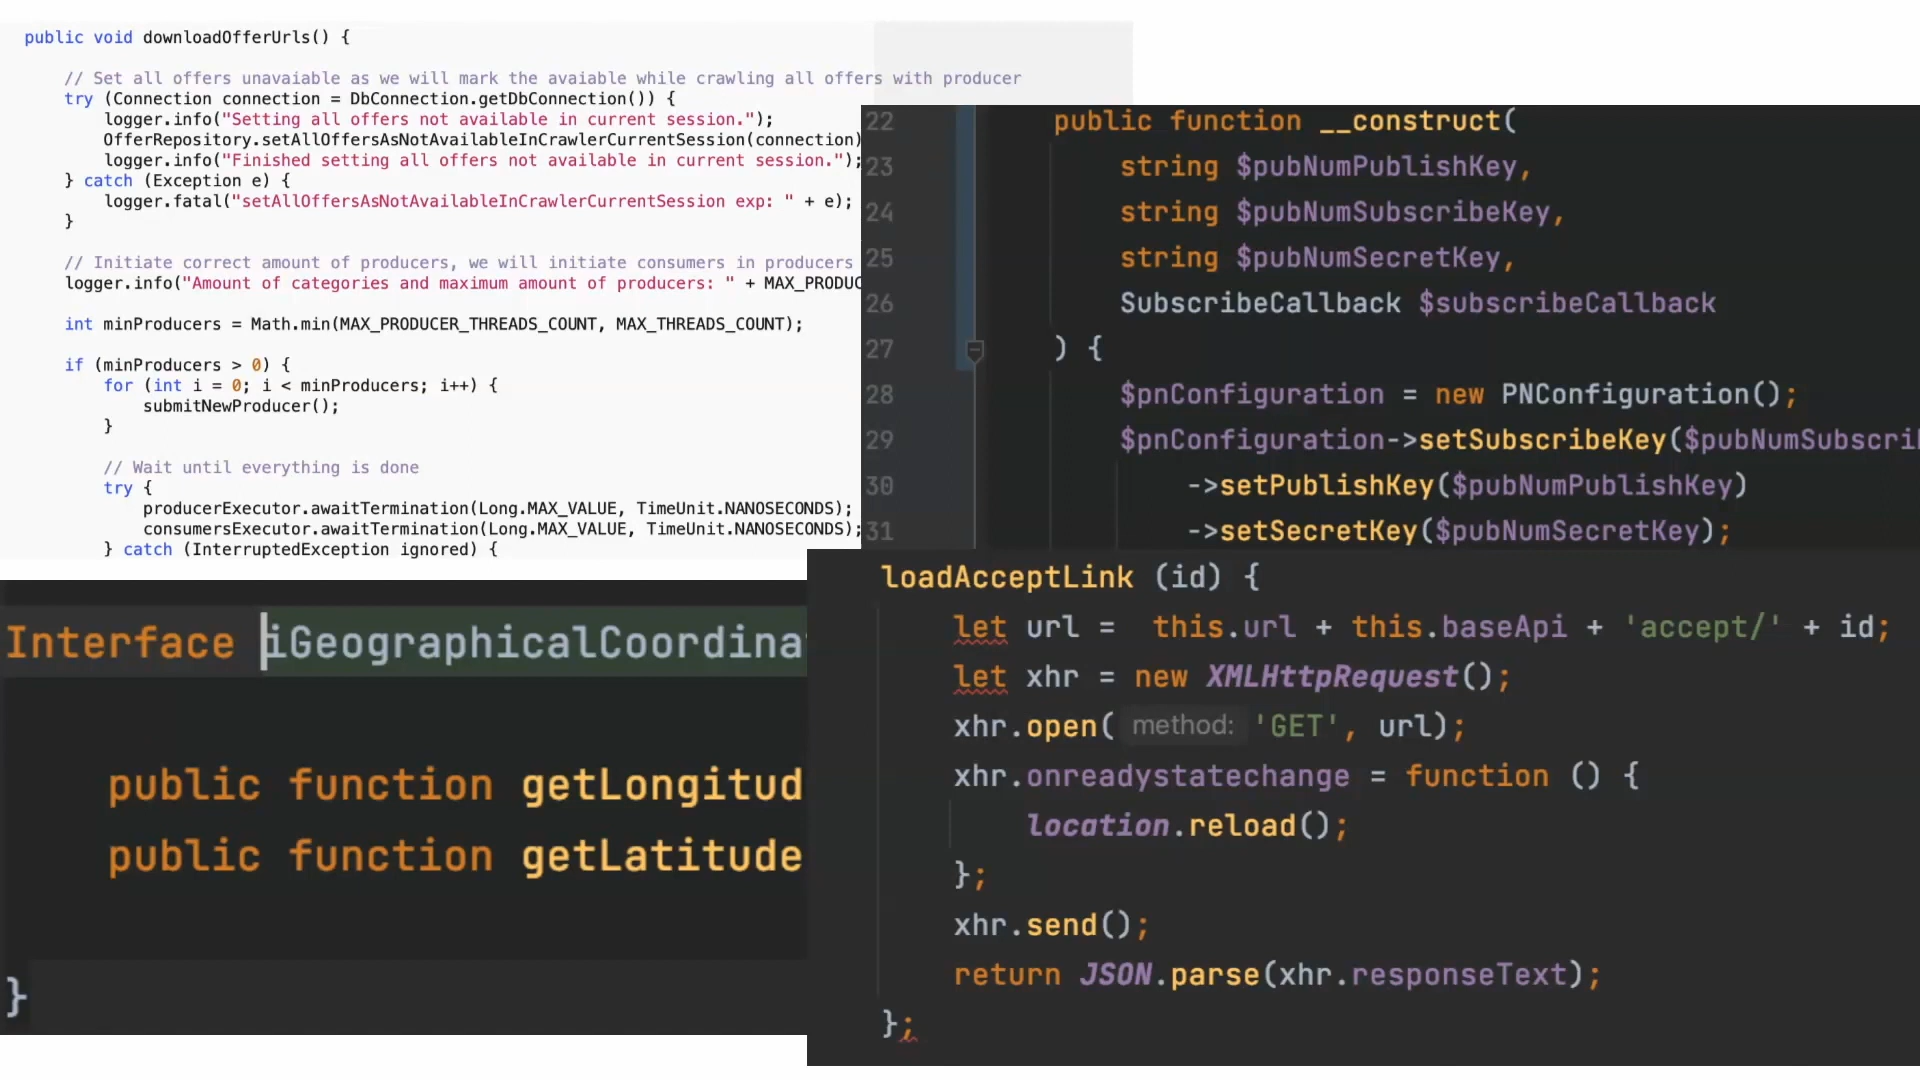 public void downloadOfferUrls() {
// Set all offers unavaiable as we will mark the avaiable while crawling all offers with producer
try (Connection connection = DbConnection.getDbConnection()) {
logger.info("Setting all offers not available in current session.");
OfferRepository.setAllOffersAsNotAvailableInCrawlerCurrentSession(connection)
logger.info("Finished setting all offers not available in current session.");
} catch (Exception e) {
logger.fatal("setAllOffersAsNotAvailableInCrawlerCurrentSession exp: " + e);
}
// Initiate correct amount of producers, we will initiate consumers in producers
logger.info("Amount of categories and maximum amount of producers: " + MAX_PRODUC
int minProducers = Math.min(MAX_PRODUCER_THREADS_COUNT, MAX_THREADS_COUNT);
if (minProducers > 0) {
for (int i = 0; i < minProducers; i++) {
submitNewProducer();
}
// Wait until everything is done
try {
producerExecutor.awaitTermination(Long.MAX_VALUE, TimeUnit.NANOSECONDS);
consumersExecutor.awaitTermination(Long.MAX_VALUE, TimeUnit.NANOSECONDS);
} catch (InterruptedException ignored) {
22 public function __construct(
23 string $pubNumPublishKey,
24 string $pubNumSubscribeKey,
25 string $pubNumSecretKey,
26 SubscribeCallback $subscribeCallback
27 ) {
28 $pnConfiguration = new PNConfiguration();
29 $pnConfiguration->setSubscribeKey($pubNumSubscri
30 ->setPublishKey($pubNumPublishKey)
31 ->setSecretKey($pubNumSecretKey);
Interface iGeographicalCoordina
public function getLongitud
public function getLatitude
}
loadAcceptLink (id) {
let url =  this.url + this.baseApi + 'accept/' + id;
let xhr = new XMLHttpRequest();
xhr.open( method: 'GET', url);
xhr.onreadystatechange = function () {
location.reload();
};
xhr.send();
return JSON.parse(xhr.responseText);
};